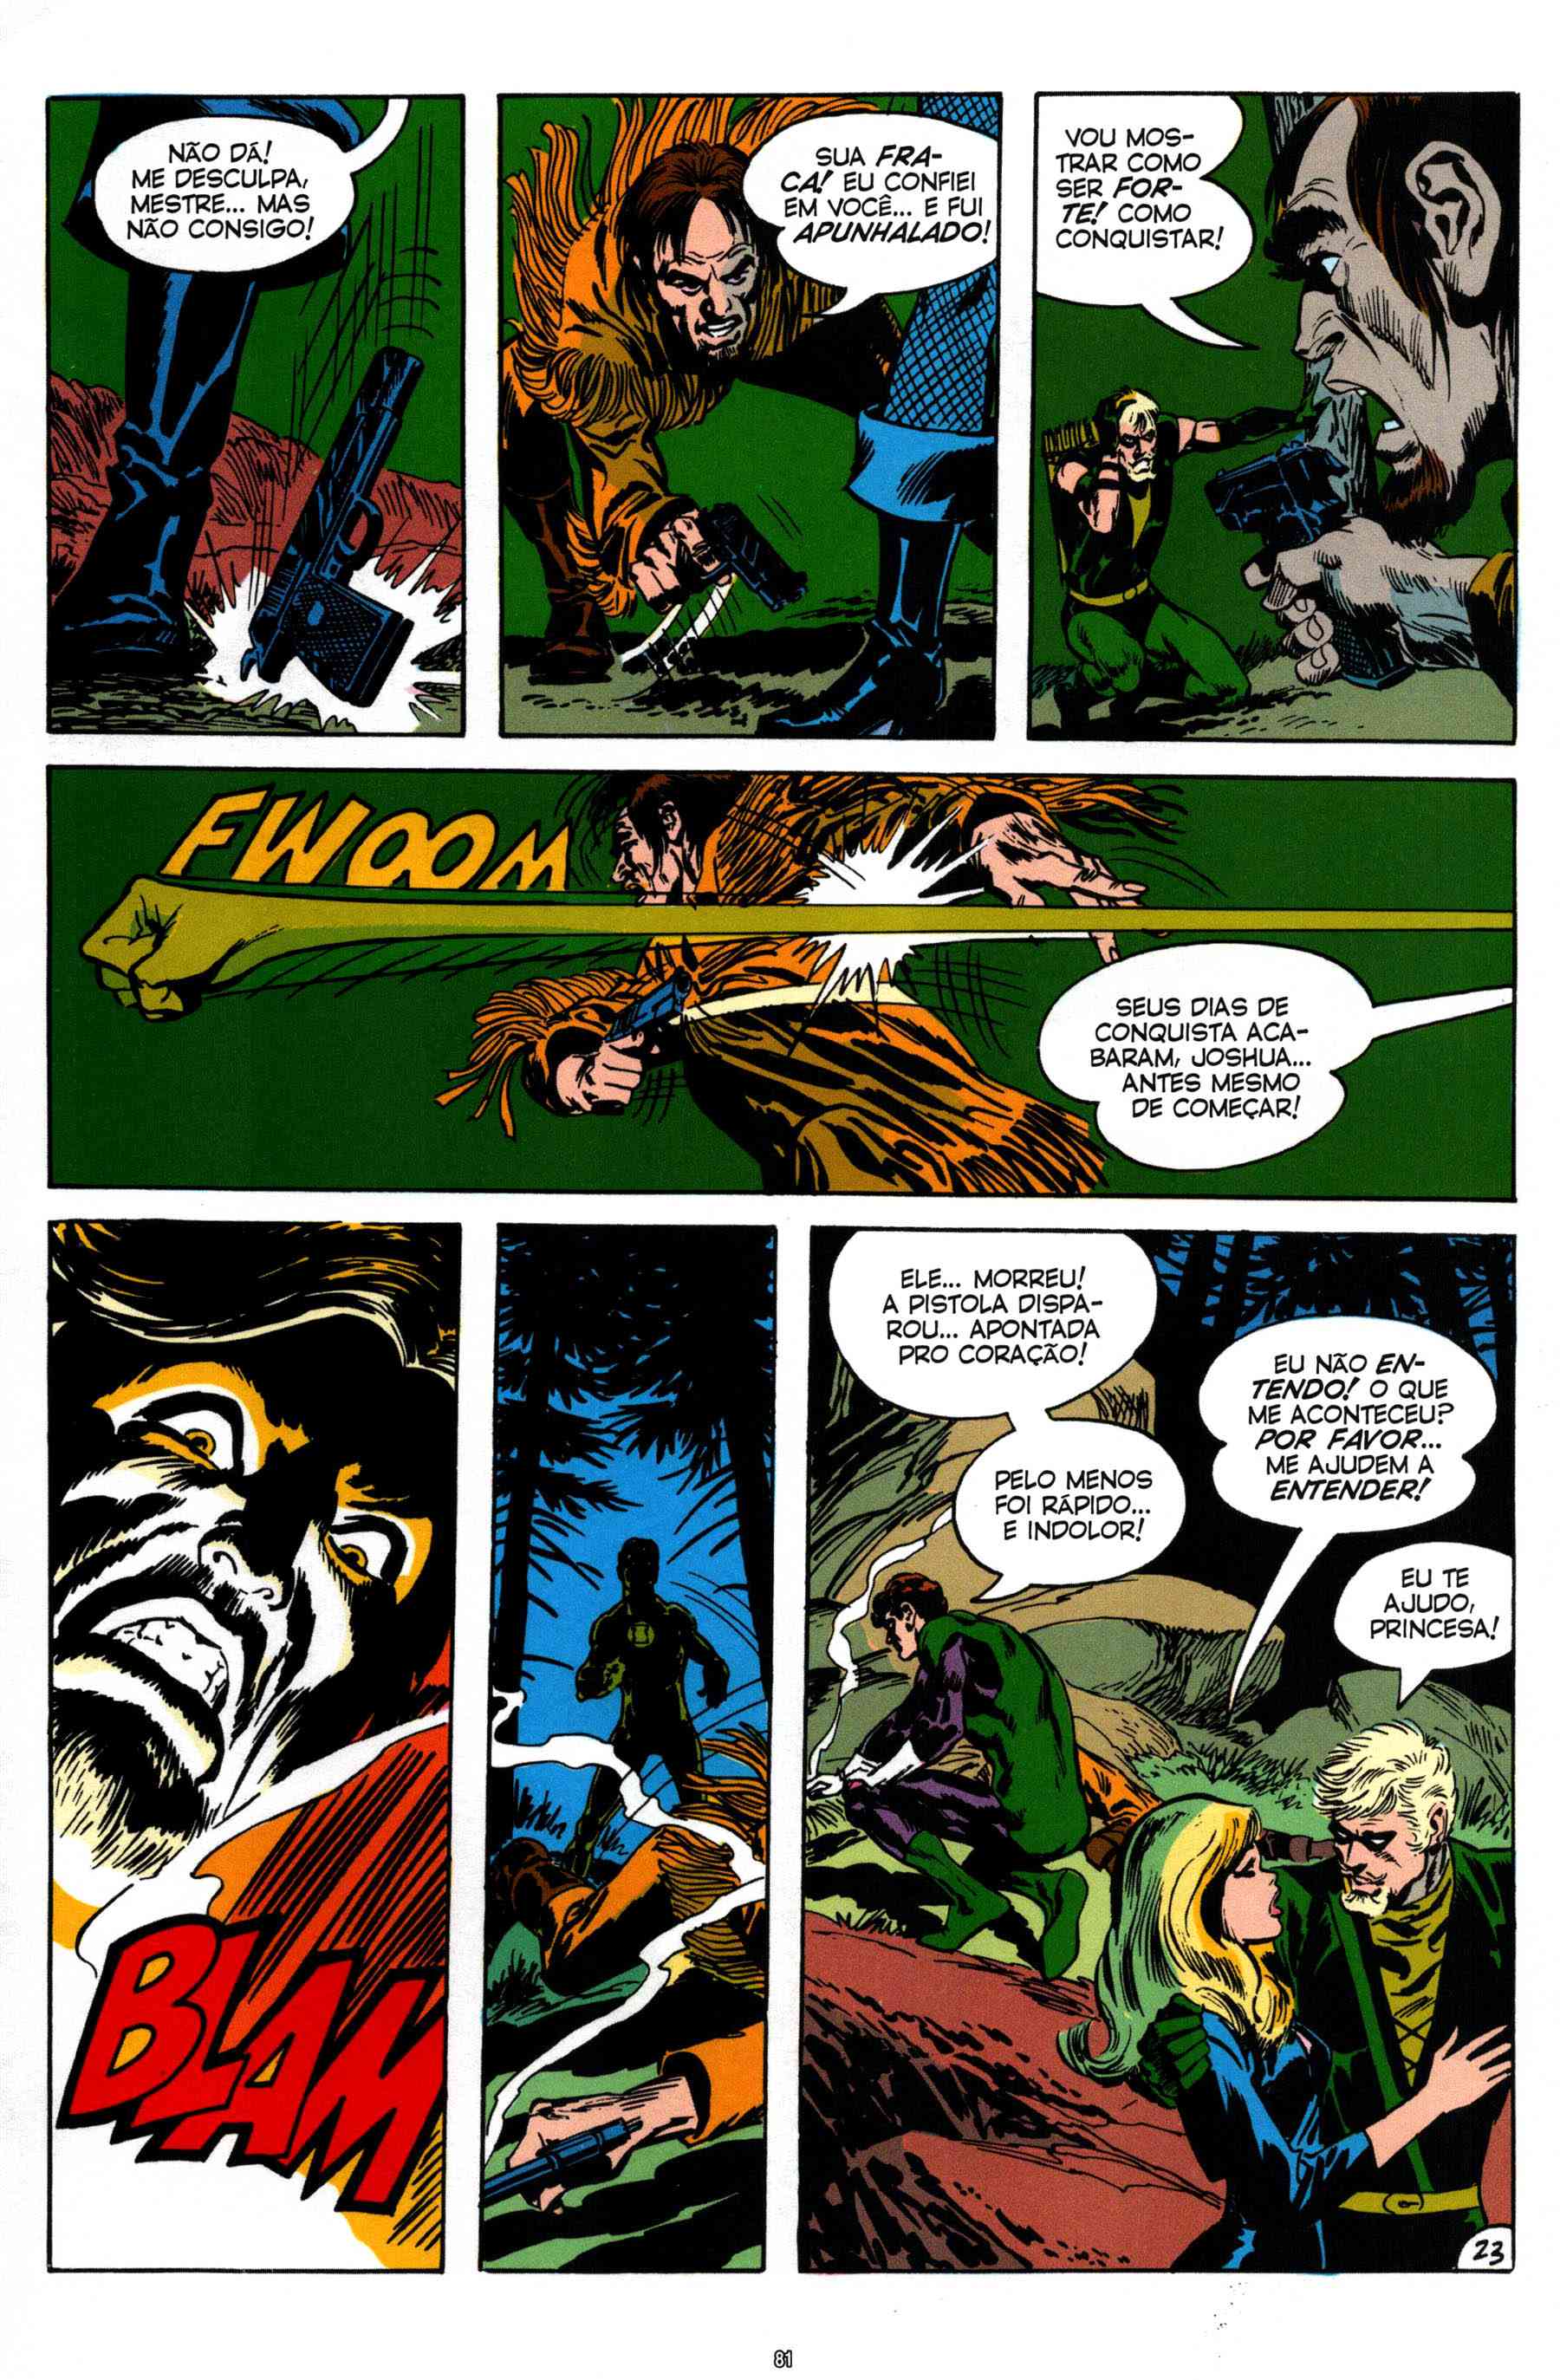 NÃO DÁ!
ME DESCULPA,
MESTRE... MAS
NÃO CONSIGO!
SUA FRA-
CA! EU CONFIEI
EM VOCÊ... E FUI
APUNHALADO!
VOU MOS-
TRAR COMO
SER FOR-
TE! COMO
CONQUISTAR!
FWOOM
SEUS DIAS DE
CONQUISTA ACA-
BARAM, JOSHUA...
ANTES MESMO
DE COMEÇAR!
BLAM
ELE... MORREU!
A PISTOLA DISPA-
ROU... APONTADA
PRO CORAÇÃO!
PELO MENOS
FOI RÁPIDO...
E INDOLOR!
EU NÃO EN-
TENDO! O QUE
ME ACONTECEU?
POR FAVOR...
ME AJUDEM A
ENTENDER!
EU TE
AJUDO,
PRINCESA!
23
81